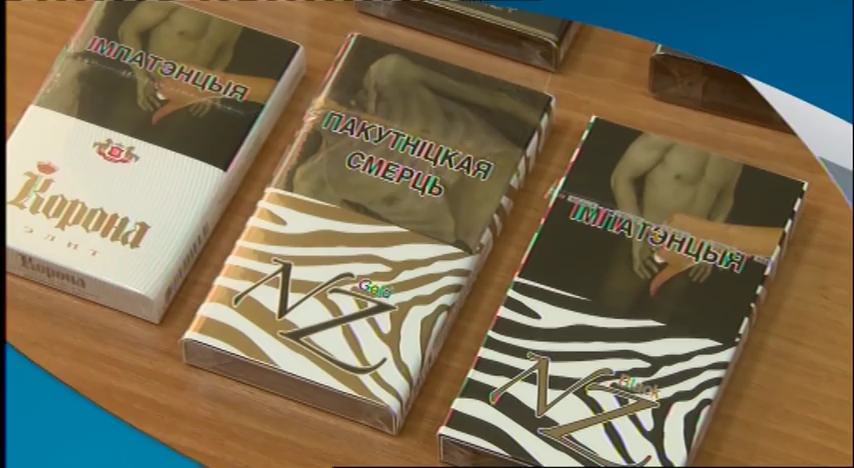 ІМПАТЭНЦЫЯ
Корона
ЭЛИТ
Корона
ПАКУТНІЦКАЯ
СМЕРЦЬ
NZ
Gold
ІМПАТЭНЦЫЯ
NZ
Black